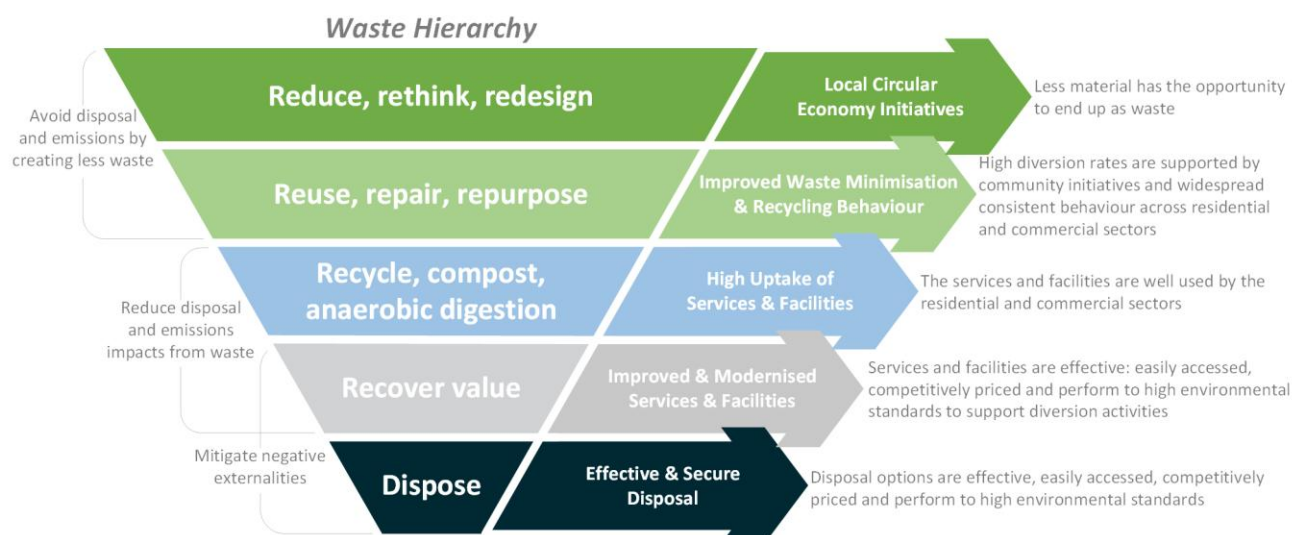 Waste Hierarchy
Avoid disposal
and emissions by
creating less waste
Reduce, rethink, redesign
Local Circular
Economy Initiatives
Less material has the opportunity
to end up as waste
Reuse, repair, repurpose
Improved Waste Minimisation
& Recycling Behaviour
High diversion rates are supported by
community initiatives and widespread
consistent behaviour across residential
and commercial sectors
Reduce disposal
and emissions
impacts from waste
Recycle, compost,
anaerobic digestion
High Uptake of
Services & Facilities
The services and facilities are well used by the
residential and commercial sectors
Recover value
Improved & Modernised
Services & Facilities
Services and facilities are effective: easily accessed,
competitively priced and perform to high environmental
standards to support diversion activities
Mitigate negative
externalities
Dispose
Effective & Secure
Disposal
Disposal options are effective, easily accessed, competitively
priced and perform to high environmental standards